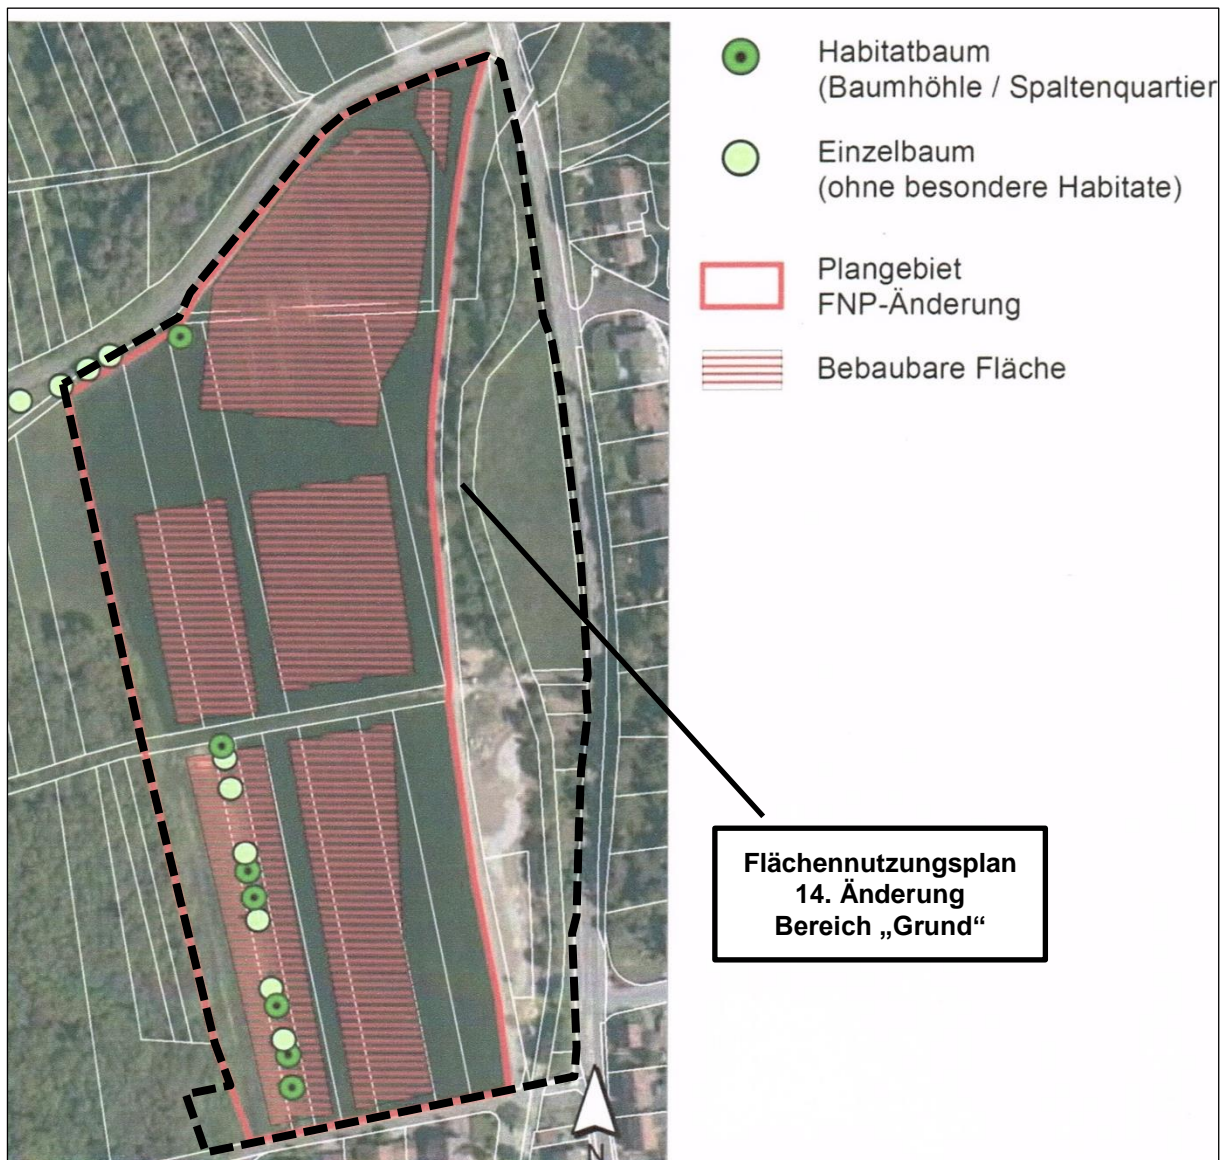 Habitatbaum
(Baumhöhle / Spaltenquartier
Einzelbaum
(ohne besondere Habitate)
Plangebiet
FNP-Änderung
Bebaubare Fläche
Flächennutzungsplan
14. Änderung
Bereich „Grund“
N